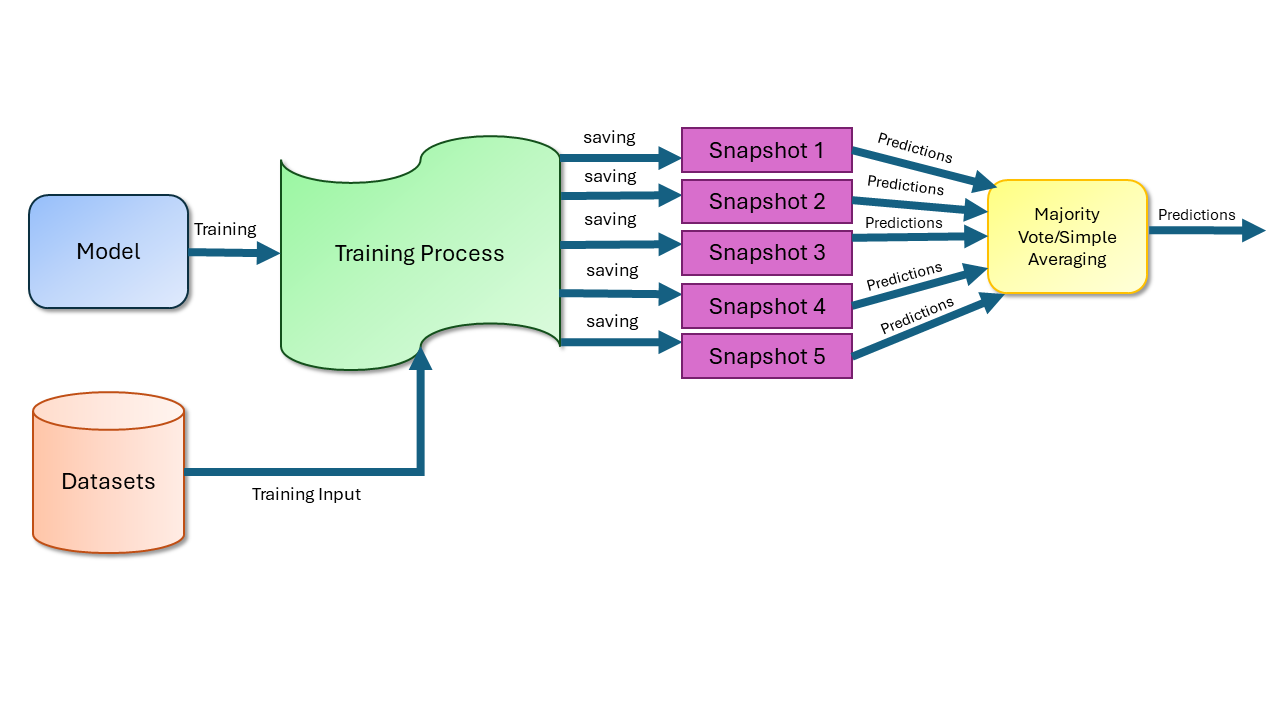 saving
Snapshot 1
Predictions
saving
Snapshot 2
Predictions
saving
Snapshot 3
Predictions
saving
Snapshot 4
Predictions
saving
Snapshot 5
Predictions
Model
Training
Training Process
Majority
Vote/Simple
Averaging
Predictions
Datasets
Training Input